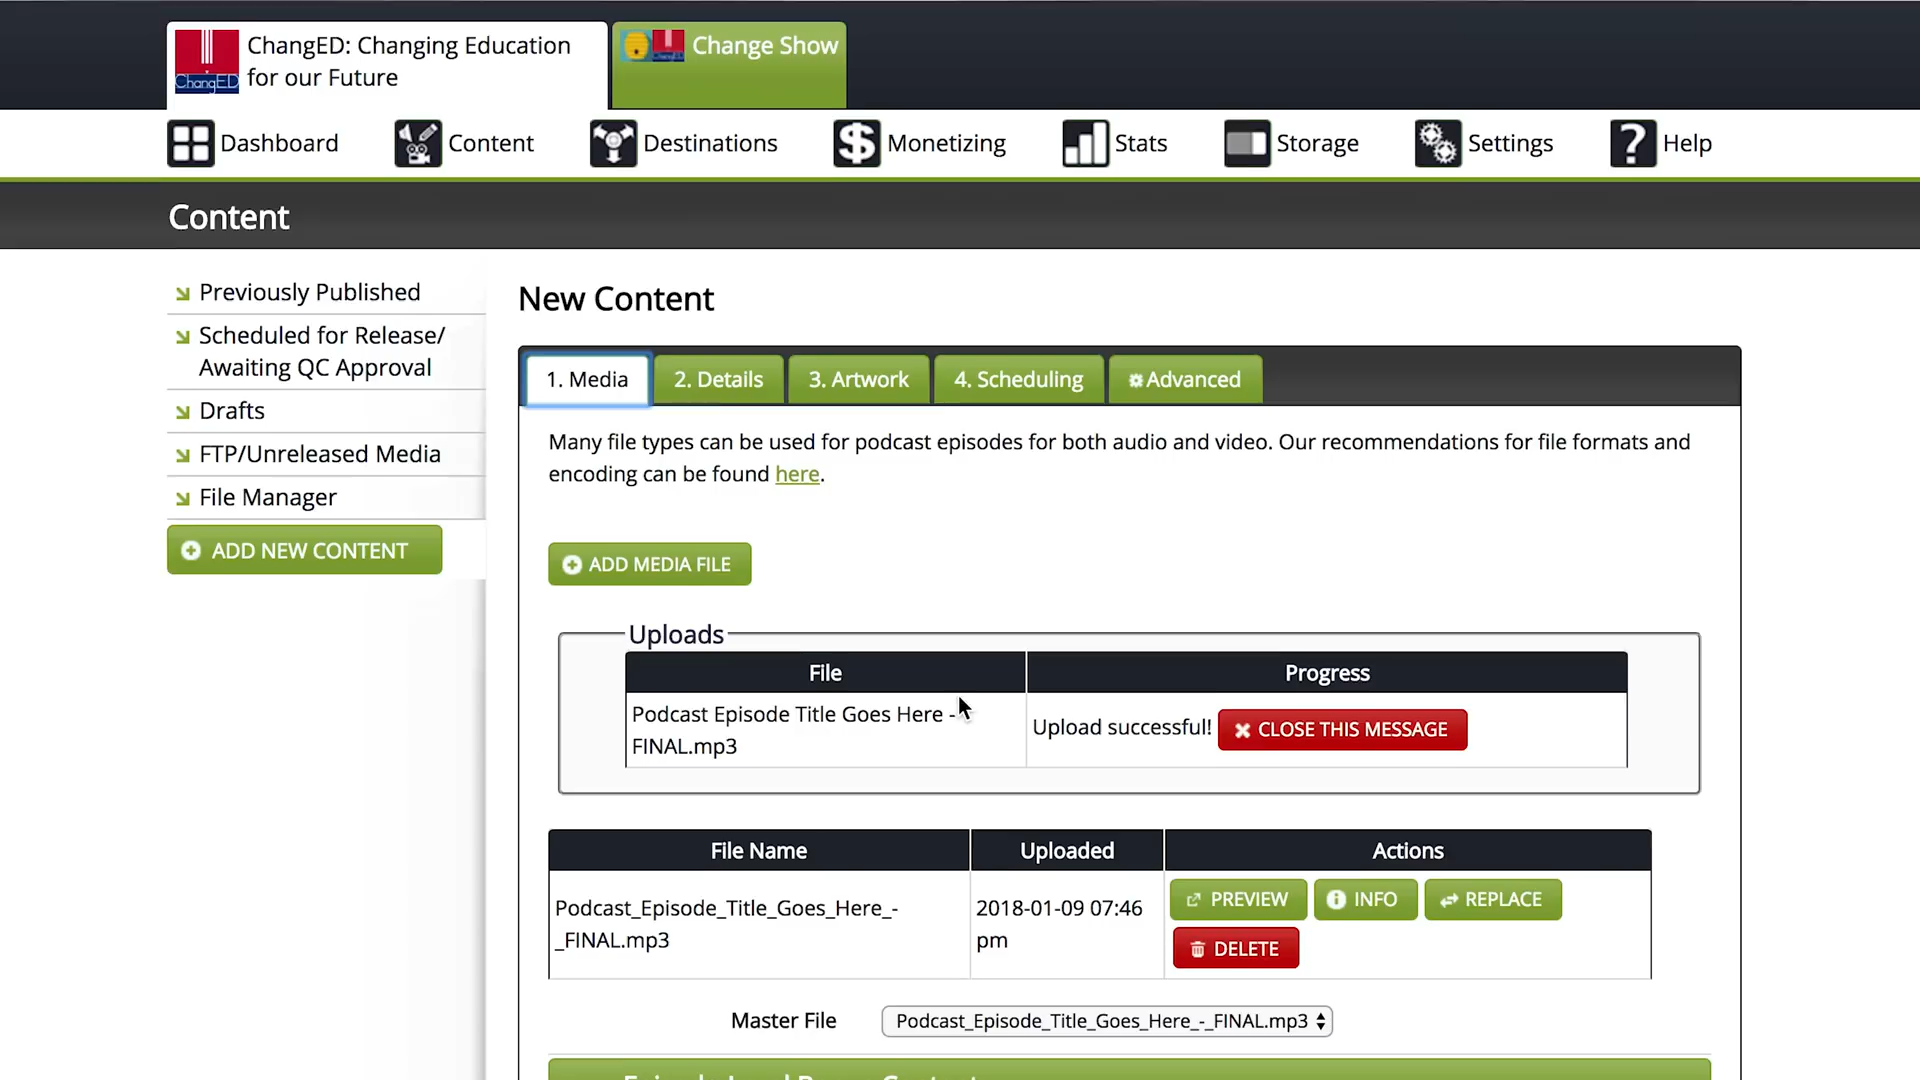 ChangED
ChangED: Changing Education
for our Future
Change Show
Dashboard
Content
Destinations
Monetizing
Stats
Storage
Settings
Help
Content
Previously Published
Scheduled for Release/
Awaiting QC Approval
Drafts
FTP/Unreleased Media
File Manager
ADD NEW CONTENT
New Content
1. Media
2. Details
3. Artwork
4. Scheduling
Advanced
Many file types can be used for podcast episodes for both audio and video. Our recommendations for file formats and
encoding can be found here.
ADD MEDIA FILE
Uploads
File
Progress
Podcast Episode Title Goes Here -
FINAL.mp3
Upload successful!
CLOSE THIS MESSAGE
File Name
Uploaded
Actions
Podcast_Episode_Title_Goes_Here_-
_FINAL.mp3
2018-01-09 07:46
pm
PREVIEW
INFO
REPLACE
DELETE
Master File
Podcast_Episode_Title_Goes_Here_-_FINAL.mp3